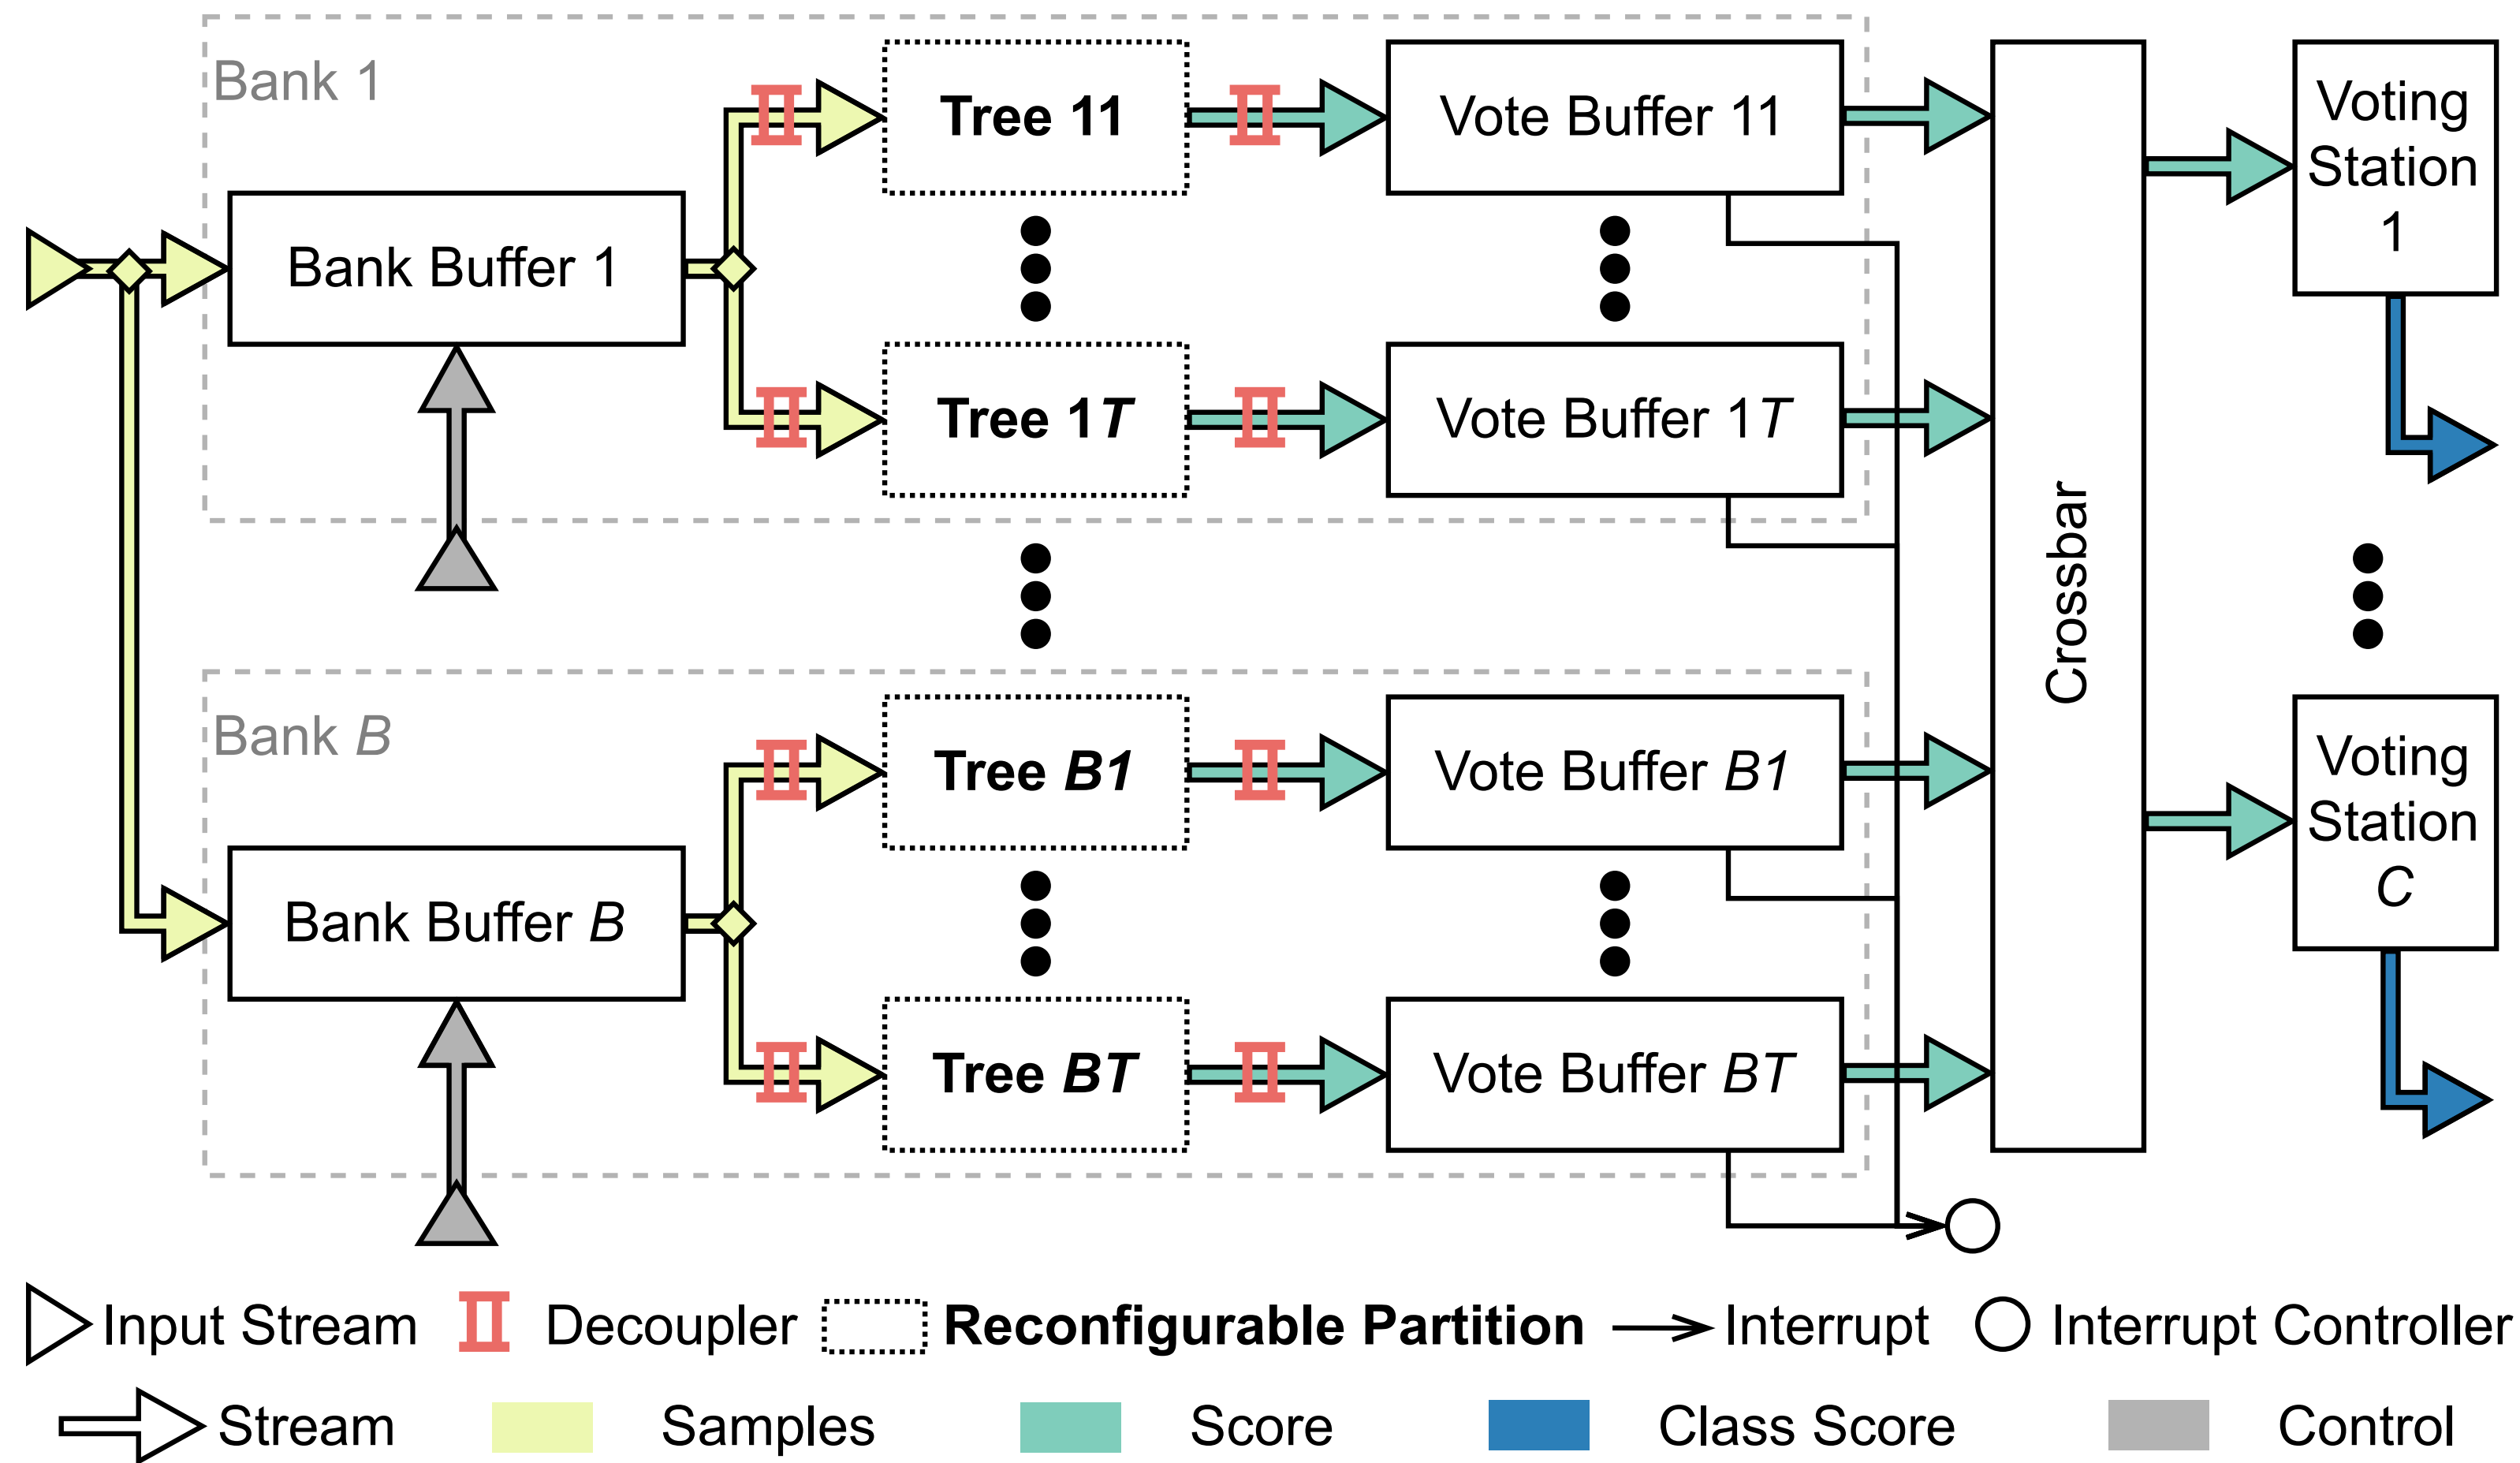 Bank 1
Tree 11
Vote Buffer 11
Voting
Station
1
Bank Buffer 1
Tree 1T
Vote Buffer 1T
Crossbar
Bank B
Tree B1
Vote Buffer B1
Voting
Station
C
Bank Buffer B
Tree BT
Vote Buffer BT
Input Stream
Decoupler
Reconfigurable Partition
Interrupt
Interrupt Controller
Stream
Samples
Score
Class Score
Control